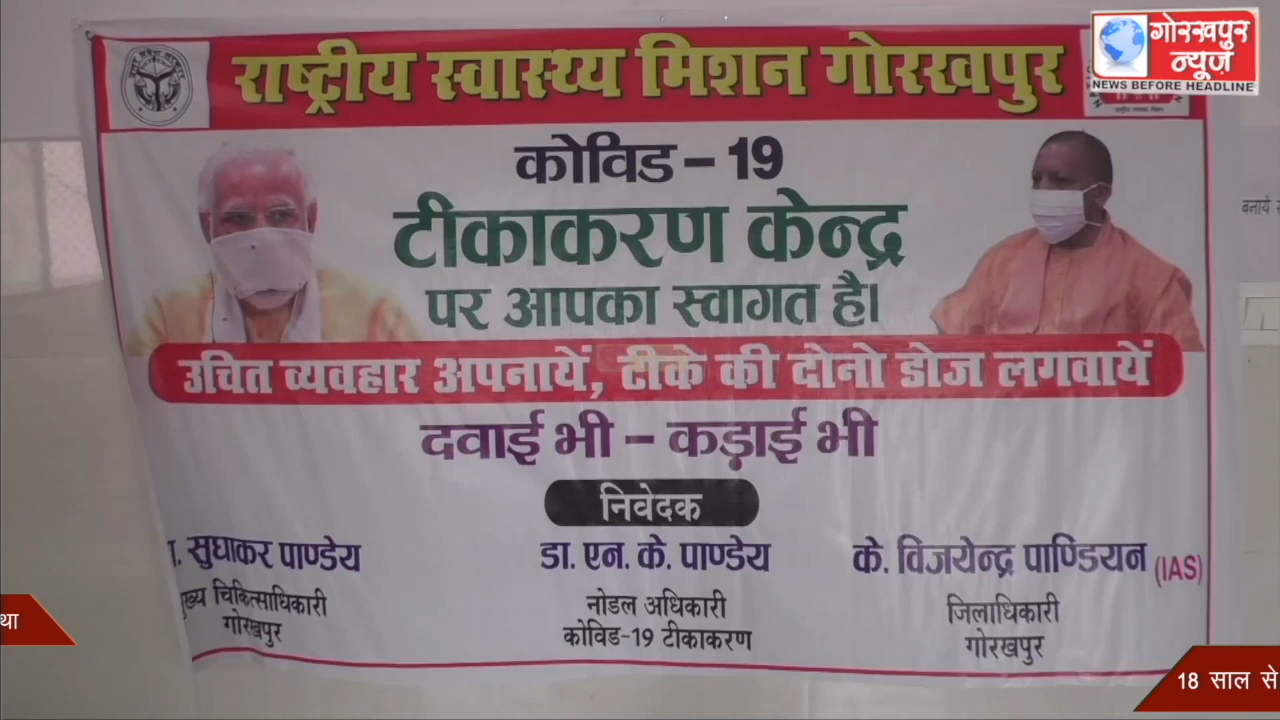 राष्ट्रीय स्वास्थ्य मिशन गोरखपुर
गोरखपुर
न्यूज़
NEWS BEFORE HEADLINE
कोविड – 19
टीकाकरण केन्द्र
पर आपका स्वागत है।
उचित व्यवहार अपनायें, टीके की दोनो डोज लगवायें
दवाई भी – कड़ाई भी
निवेदक
सुधाकर पाण्डेय
डा. एन. के. पाण्डेय
के. विजयेन्द्र पाण्डियन (IAS)
चिकित्साधिकारी
गोरखपुर
नोडल अधिकारी
कोविड-19 टीकाकरण
जिलाधिकारी
गोरखपुर
बनाये
था
18 साल से